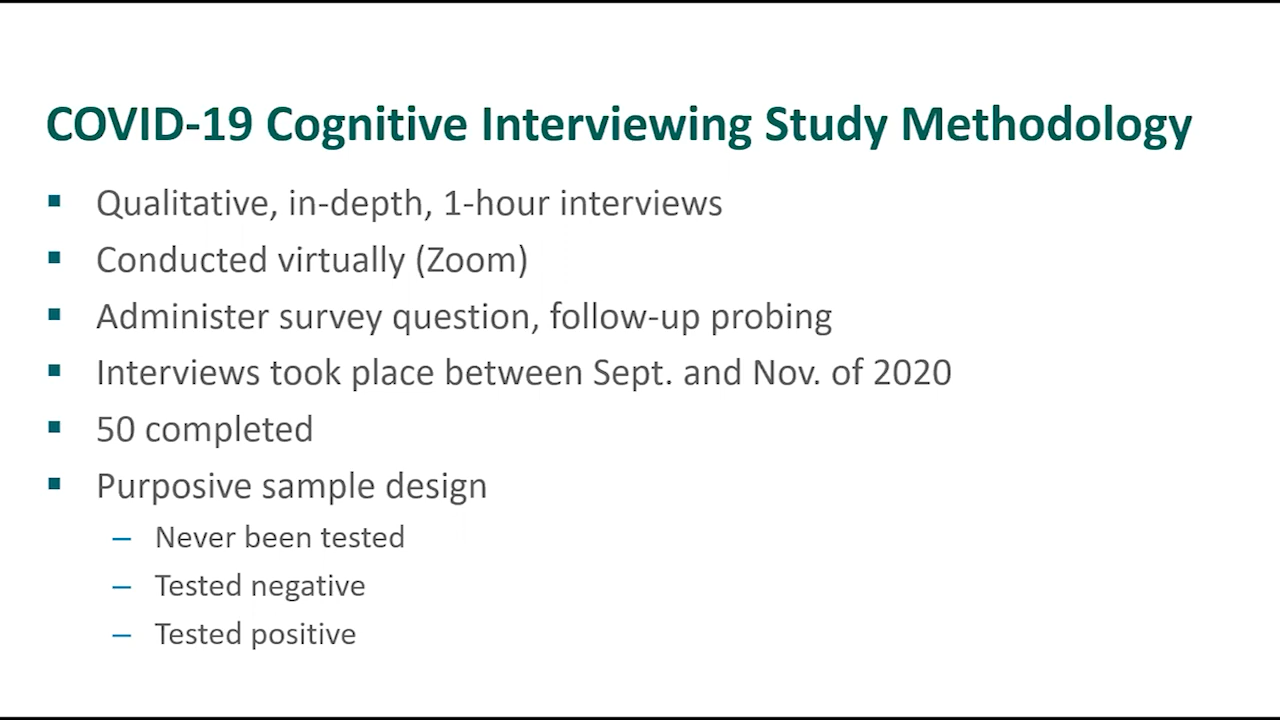 COVID-19 Cognitive Interviewing Study Methodology
▪ Qualitative, in-depth, 1-hour interviews
▪ Conducted virtually (Zoom)
▪ Administer survey question, follow-up probing
▪ Interviews took place between Sept. and Nov. of 2020
▪ 50 completed
▪ Purposive sample design
– Never been tested
– Tested negative
– Tested positive